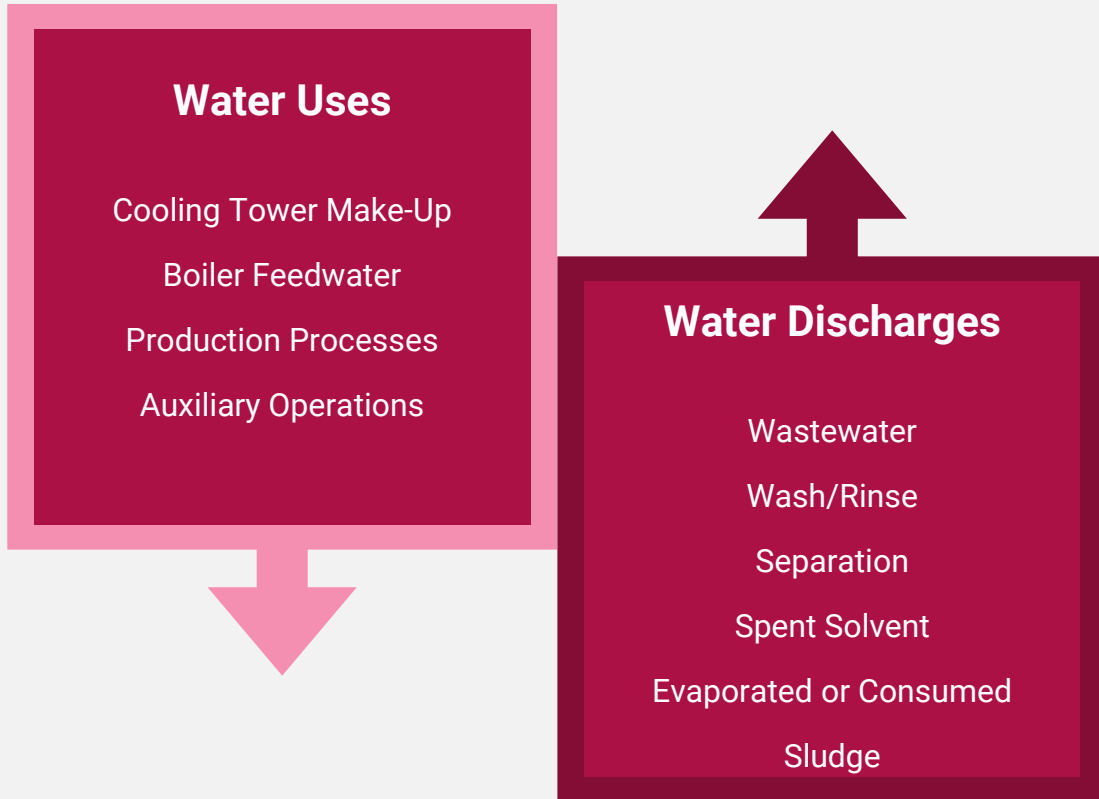 Water Uses
Cooling Tower Make-Up
Boiler Feedwater
Production Processes
Auxiliary Operations
Water Discharges
Wastewater
Wash/Rinse
Separation
Spent Solvent
Evaporated or Consumed
Sludge